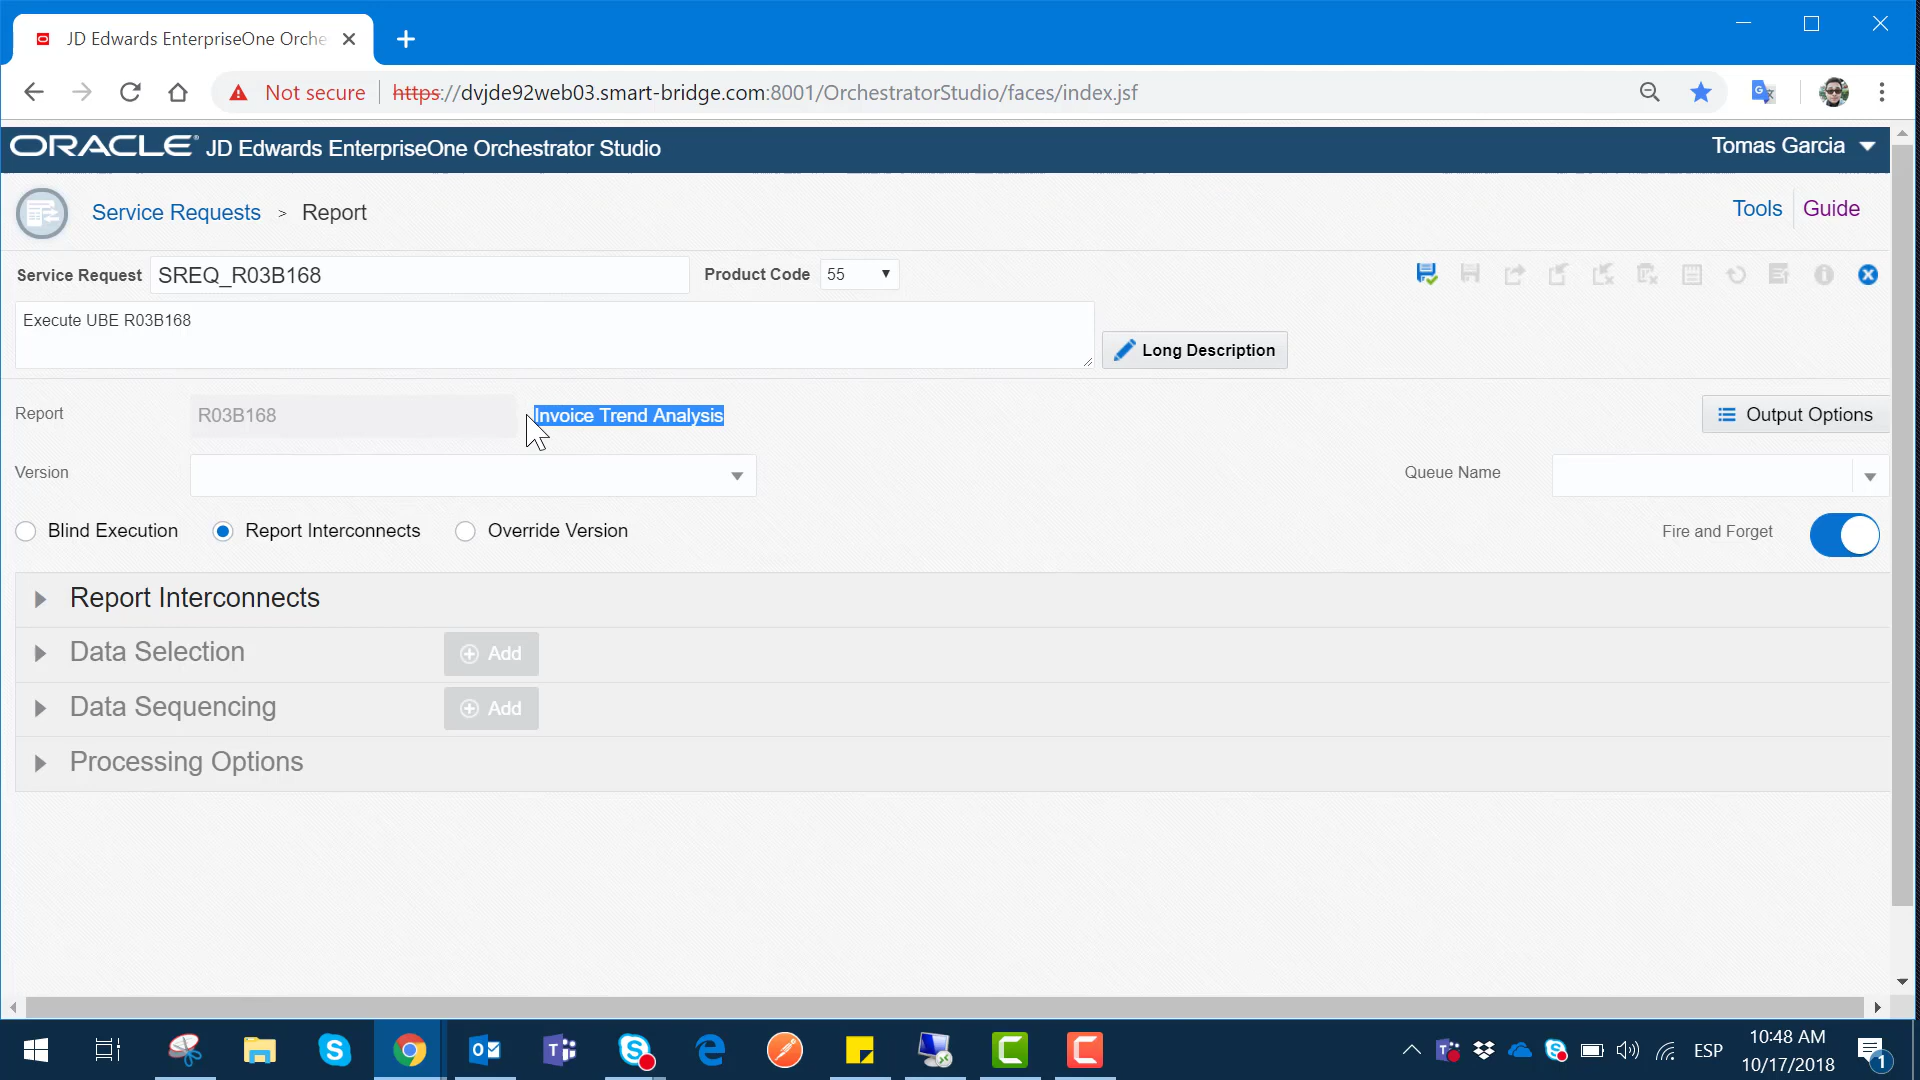 JD Edwards EnterpriseOne Orche
Not secure https://dvjde92web03.smart-bridge.com:8001/OrchestratorStudio/faces/index.jsf
ORACLE JD Edwards EnterpriseOne Orchestrator Studio
Tomas Garcia
Service Requests > Report
Tools Guide
Service Request SREQ_R03B168 Product Code 55
Execute UBE R03B168
Long Description
Report R03B168 Invoice Trend Analysis Output Options
Version Queue Name
Blind Execution Report Interconnects Override Version Fire and Forget
Report Interconnects
Data Selection Add
Data Sequencing Add
Processing Options
ESP
10:48 AM
10/17/2018
1